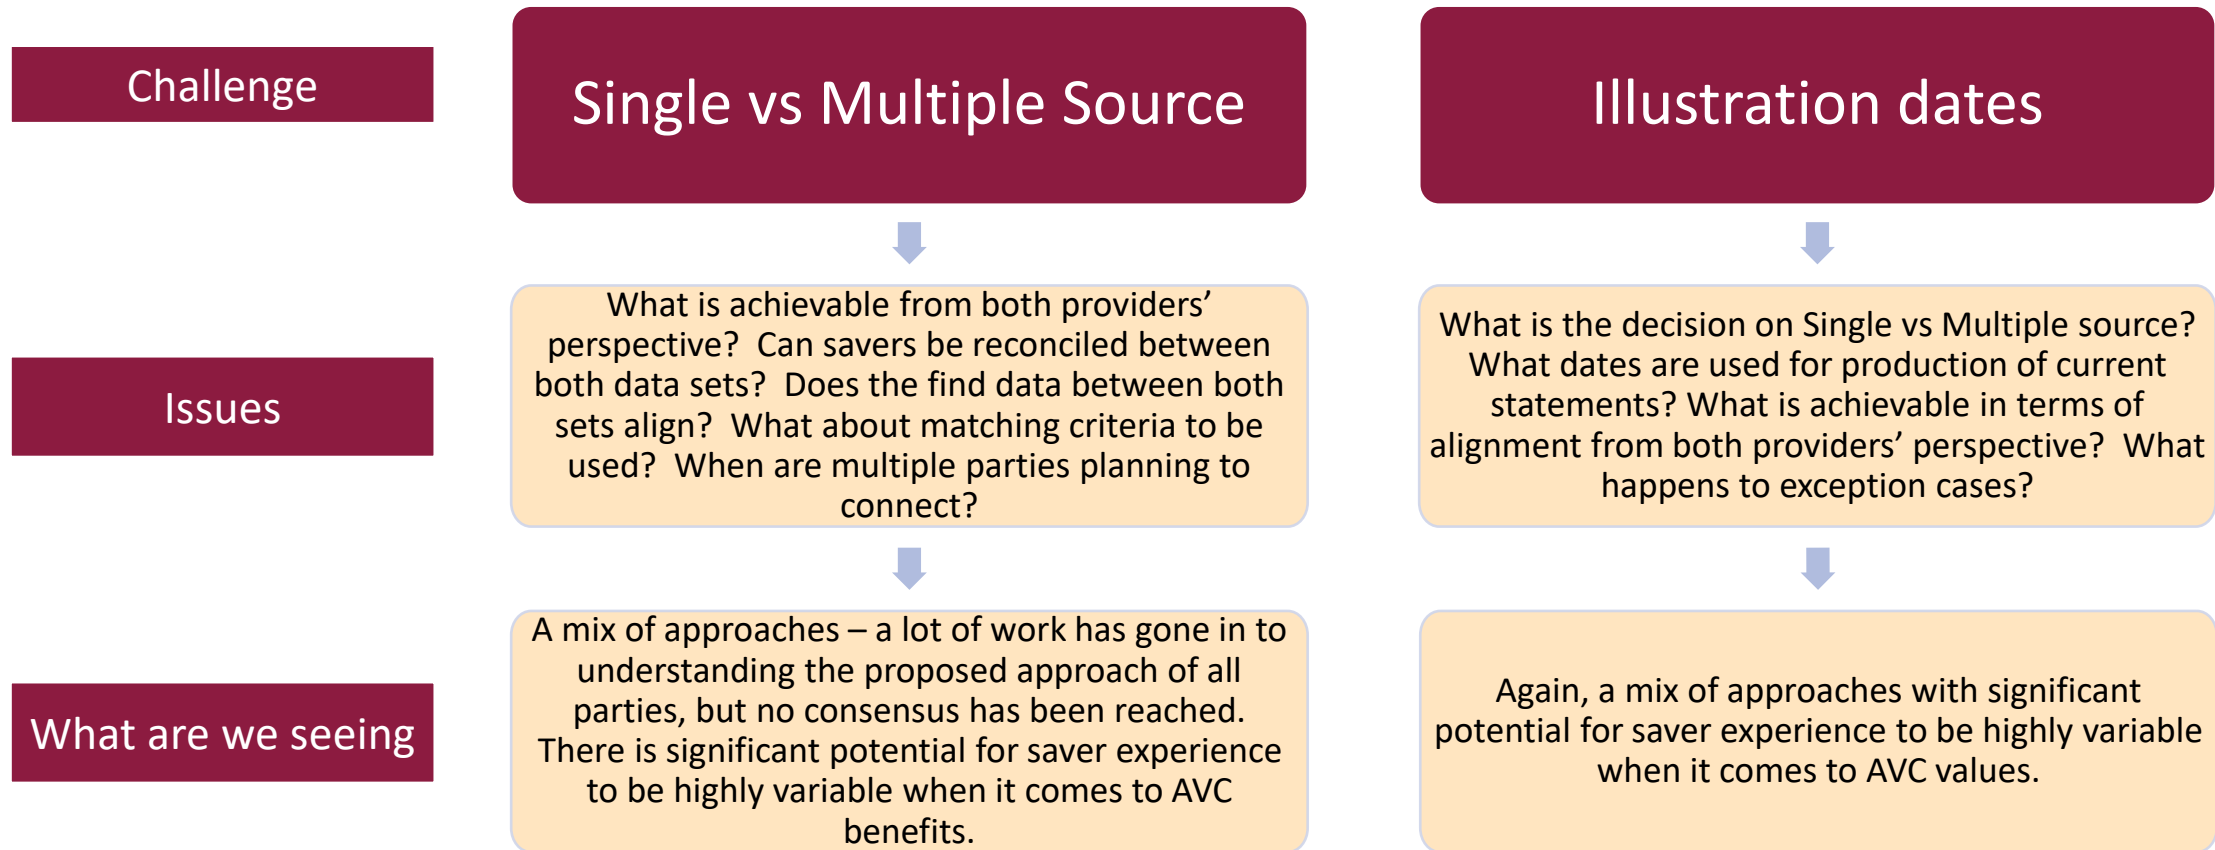 Challenge
Single vs Multiple Source
Illustration dates
Issues
What is achievable from both providers’
perspective?  Can savers be reconciled between
both data sets?  Does the find data between both
sets align?  What about matching criteria to be
used?  When are multiple parties planning to
connect?
What is the decision on Single vs Multiple source?
What dates are used for production of current
statements? What is achievable in terms of
alignment from both providers’ perspective?  What
happens to exception cases?
What are we seeing
A mix of approaches – a lot of work has gone in to
understanding the proposed approach of all
parties, but no consensus has been reached.
There is significant potential for saver experience
to be highly variable when it comes to AVC
benefits.
Again, a mix of approaches with significant
potential for saver experience to be highly variable
when it comes to AVC values.